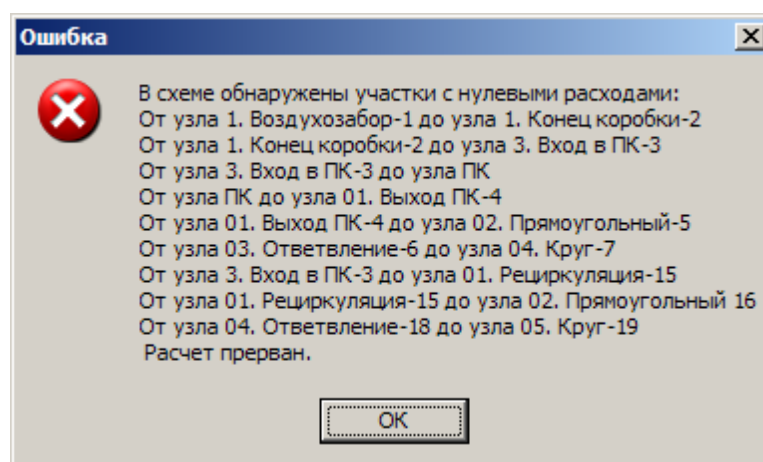 Ошибка
В схеме обнаружены участки с нулевыми расходами:
От узла 1. Воздухозабор-1 до узла 1. Конец коробки-2
От узла 1. Конец коробки-2 до узла 3. Вход в ПК-3
От узла 3. Вход в ПК-3 до узла ПК
От узла ПК до узла 01. Выход ПК-4
От узла 01. Выход ПК-4 до узла 02. Прямоугольный-5
От узла 03. Ответвление-6 до узла 04. Круг-7
От узла 3. Вход в ПК-3 до узла 01. Рециркуляция-15
От узла 01. Рециркуляция-15 до узла 02. Прямоугольный 16
От узла 04. Ответвление-18 до узла 05. Круг-19
Расчет прерван.
ОК